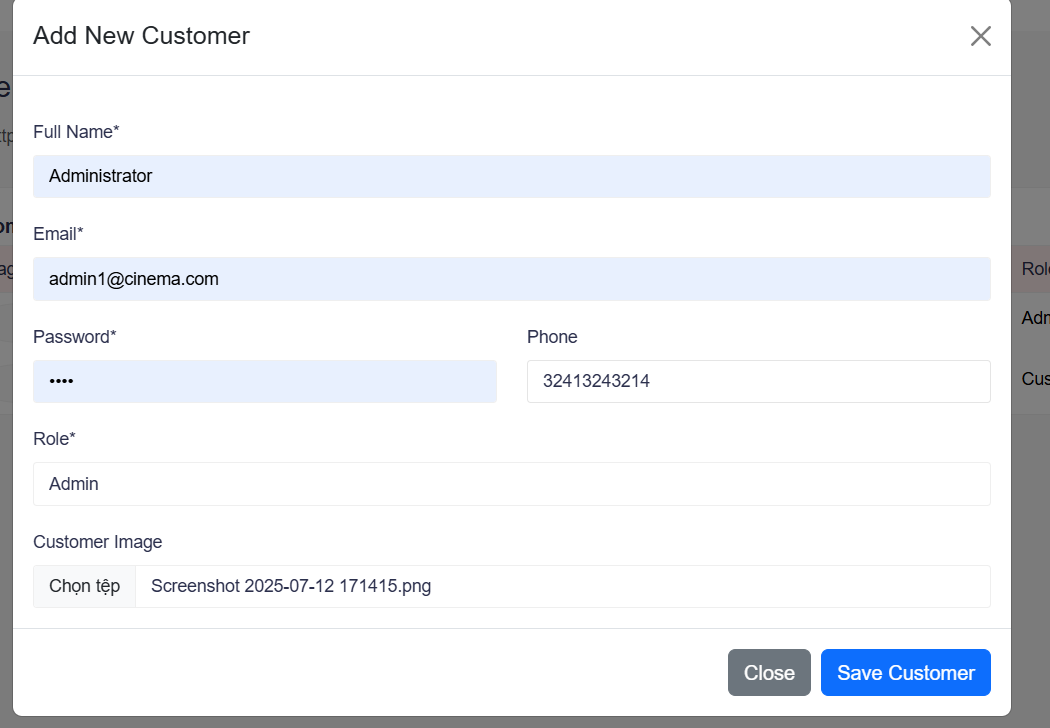 Add New Customer
Full Name*
Administrator
Email*
admin1@cinema.com
Password* Phone
•••• 32413243214
Role*
Admin
Customer Image
Chọn tệp Screenshot 2025-07-12 171415.png
Close Save Customer